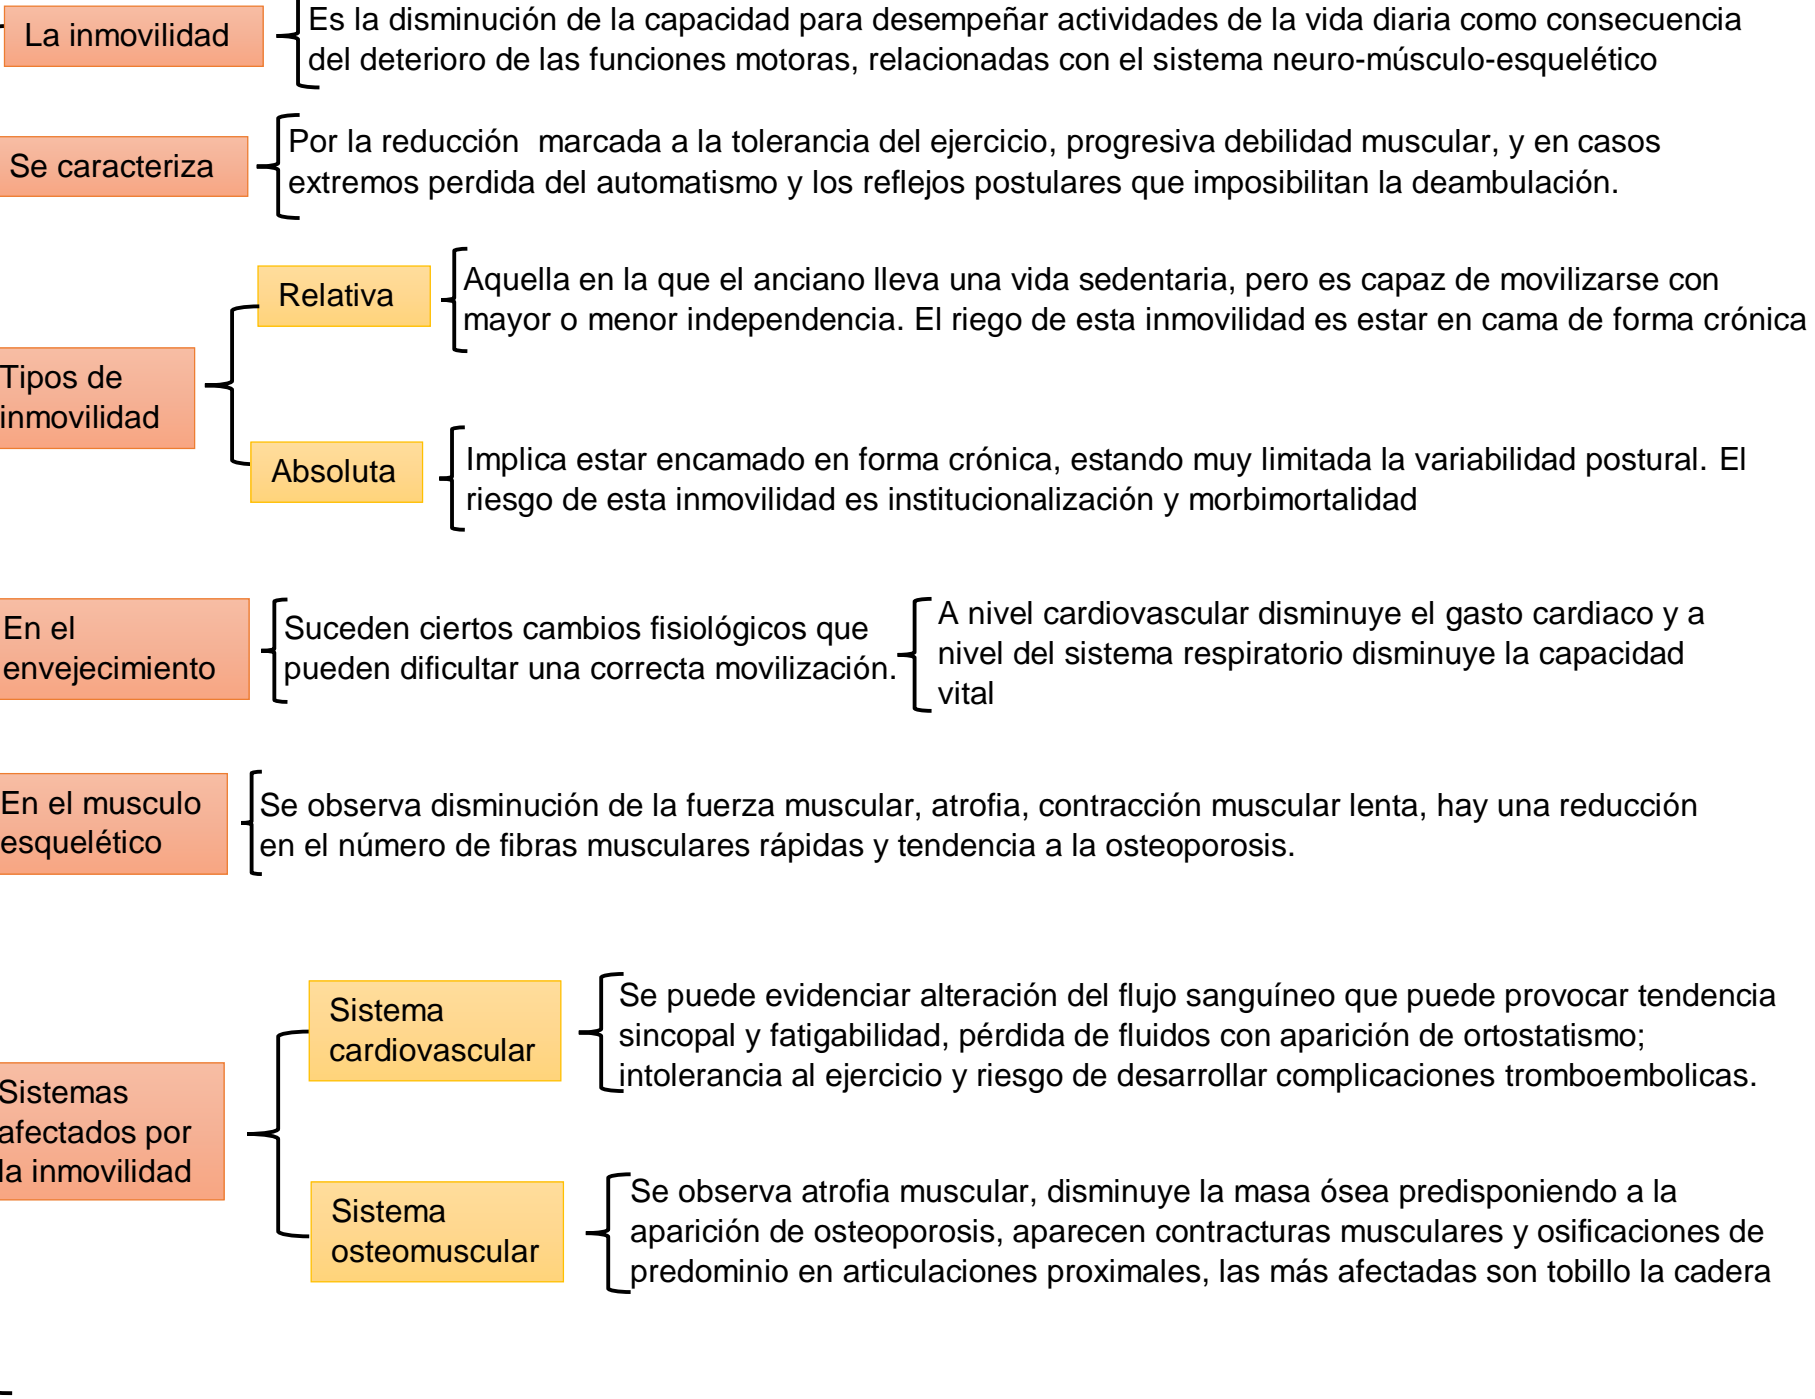 La inmovilidad
Es la disminución de la capacidad para desempeñar actividades de la vida diaria como consecuencia
del deterioro de las funciones motoras, relacionadas con el sistema neuro-músculo-esquelético
Se caracteriza
Por la reducción  marcada a la tolerancia del ejercicio, progresiva debilidad muscular, y en casos
extremos perdida del automatismo y los reflejos postulares que imposibilitan la deambulación.
Tipos de
inmovilidad
Relativa
Aquella en la que el anciano lleva una vida sedentaria, pero es capaz de movilizarse con
mayor o menor independencia. El riego de esta inmovilidad es estar en cama de forma crónica
Absoluta
Implica estar encamado en forma crónica, estando muy limitada la variabilidad postural. El
riesgo de esta inmovilidad es institucionalización y morbimortalidad
En el
envejecimiento
Suceden ciertos cambios fisiológicos que
pueden dificultar una correcta movilización.
A nivel cardiovascular disminuye el gasto cardiaco y a
nivel del sistema respiratorio disminuye la capacidad
vital
En el musculo
esquelético
Se observa disminución de la fuerza muscular, atrofia, contracción muscular lenta, hay una reducción
en el número de fibras musculares rápidas y tendencia a la osteoporosis.
Sistemas
afectados por
la inmovilidad
Sistema
cardiovascular
Se puede evidenciar alteración del flujo sanguíneo que puede provocar tendencia
sincopal y fatigabilidad, pérdida de fluidos con aparición de ortostatismo;
intolerancia al ejercicio y riesgo de desarrollar complicaciones tromboembolicas.
Sistema
osteomuscular
Se observa atrofia muscular, disminuye la masa ósea predisponiendo a la
aparición de osteoporosis, aparecen contracturas musculares y osificaciones de
predominio en articulaciones proximales, las más afectadas son tobillo la cadera